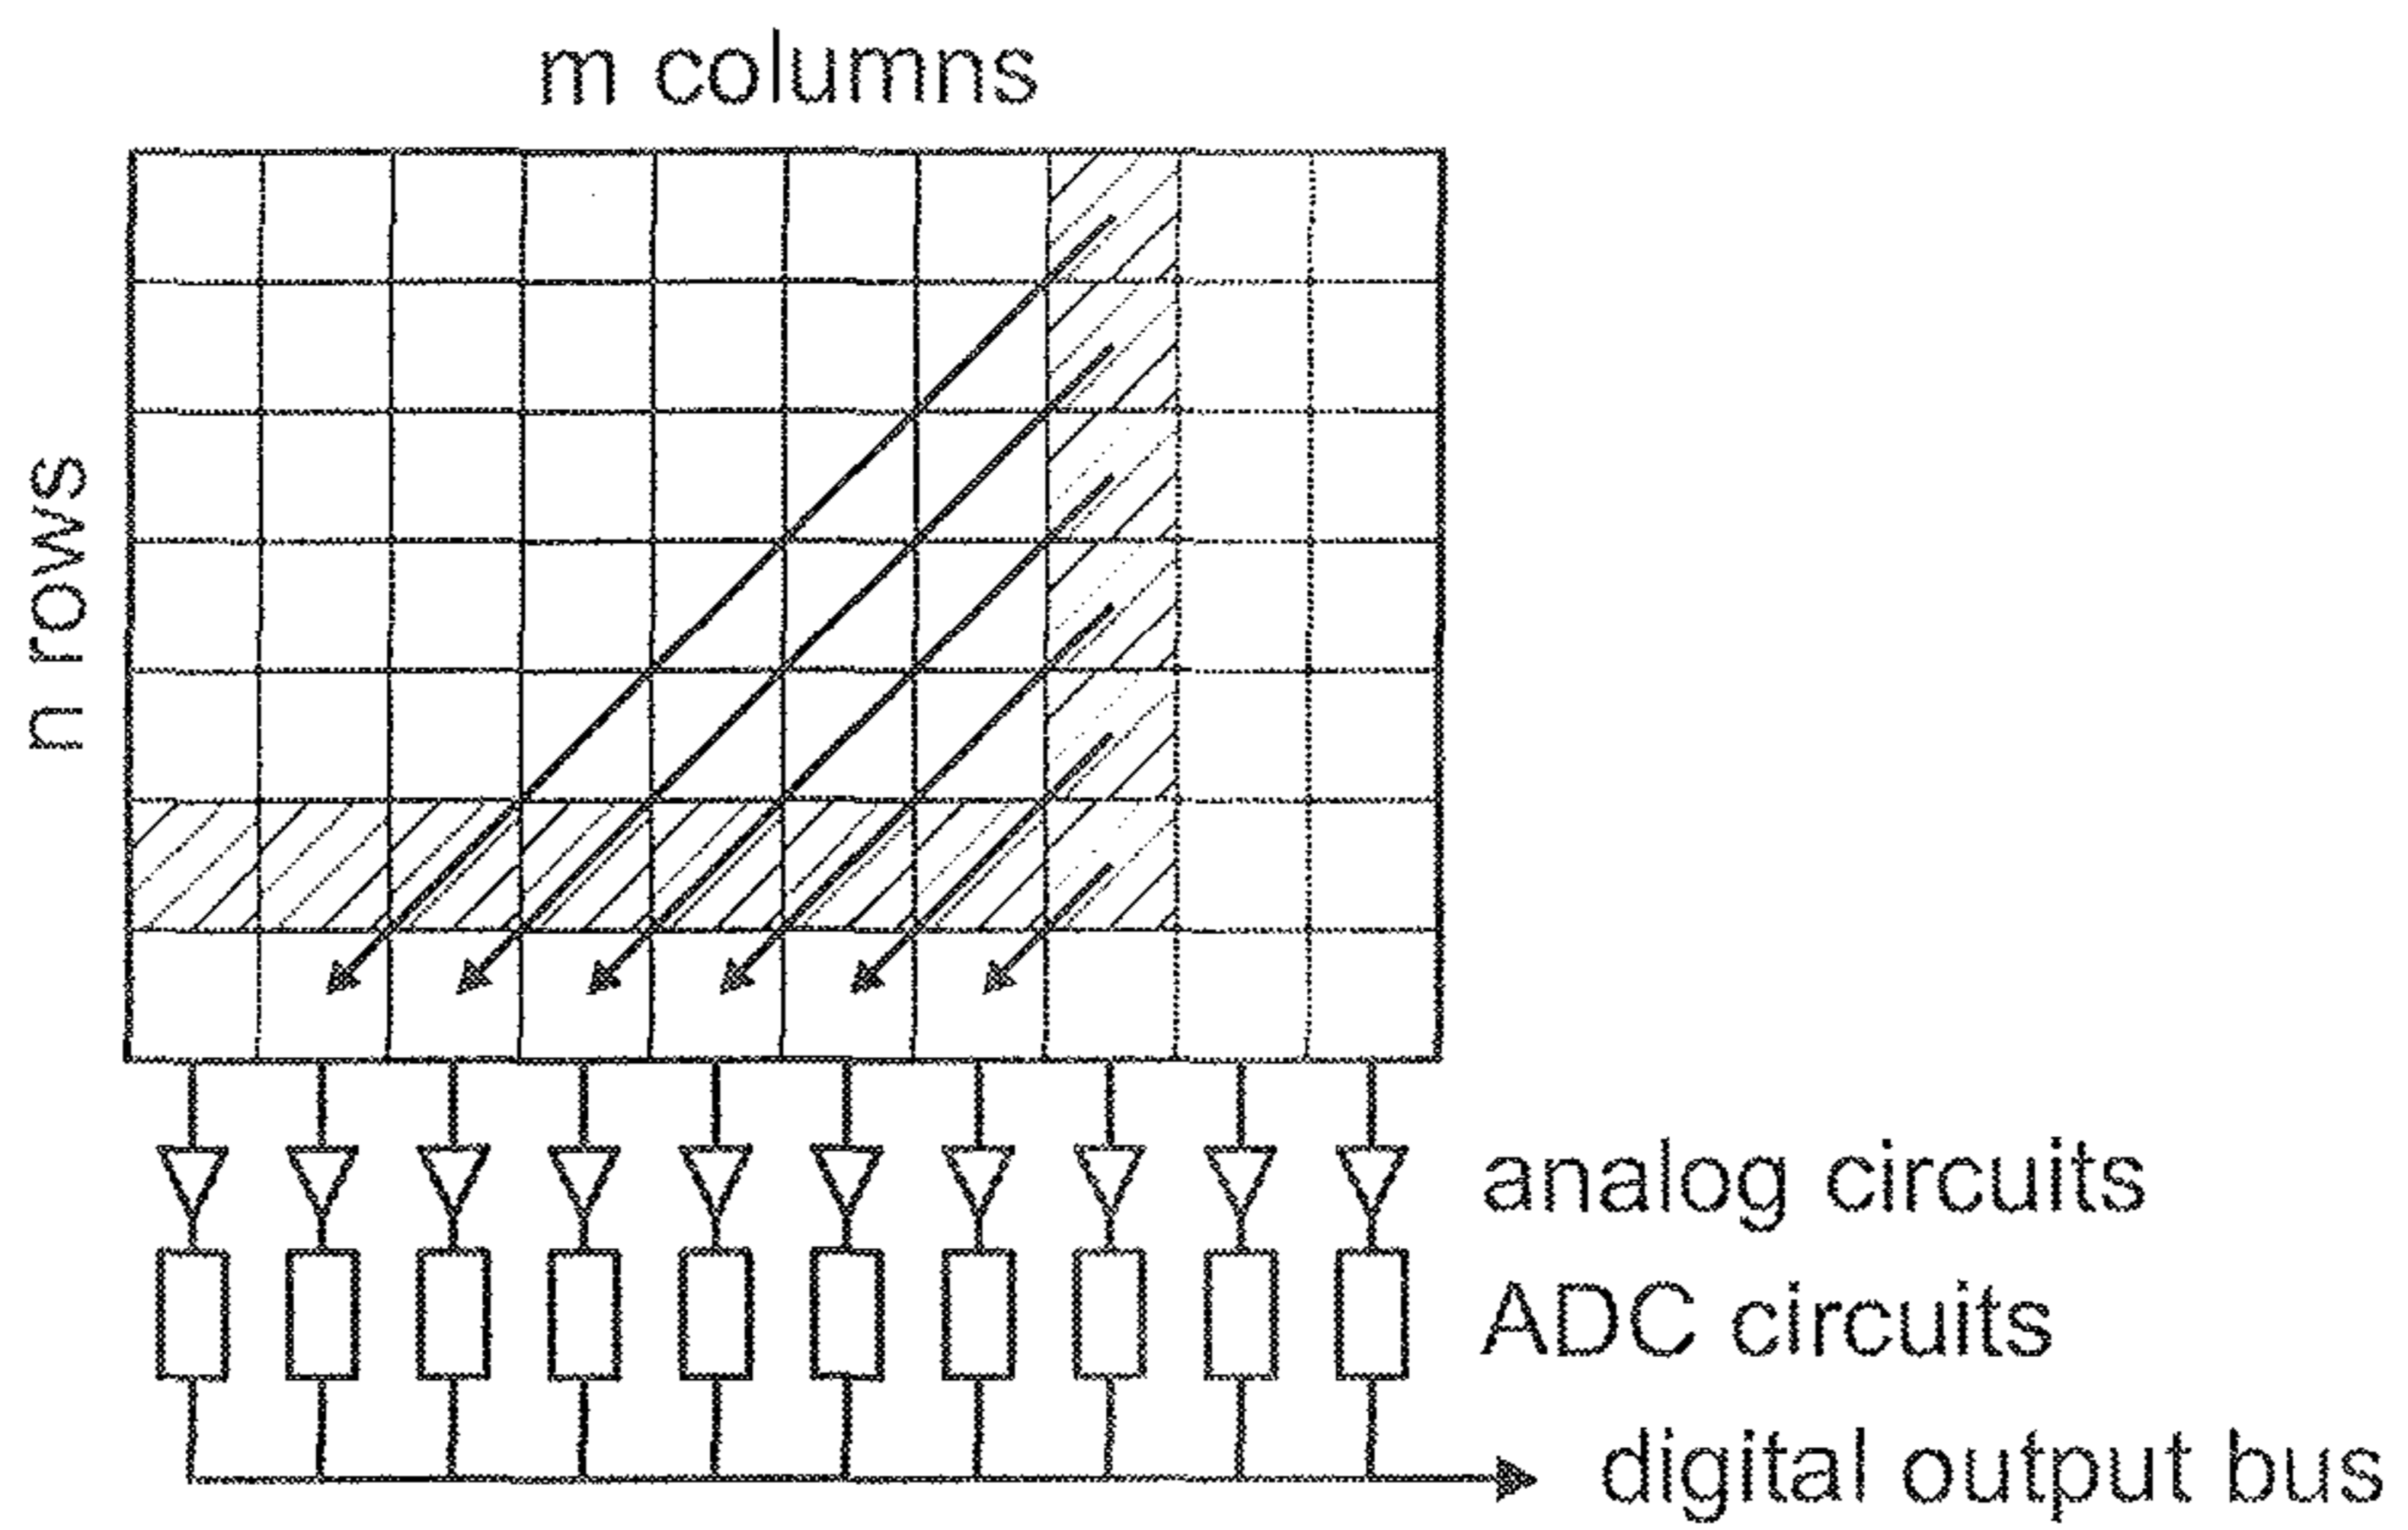 m columns
n rows
analog circuits
ADC circuits
digital output bus